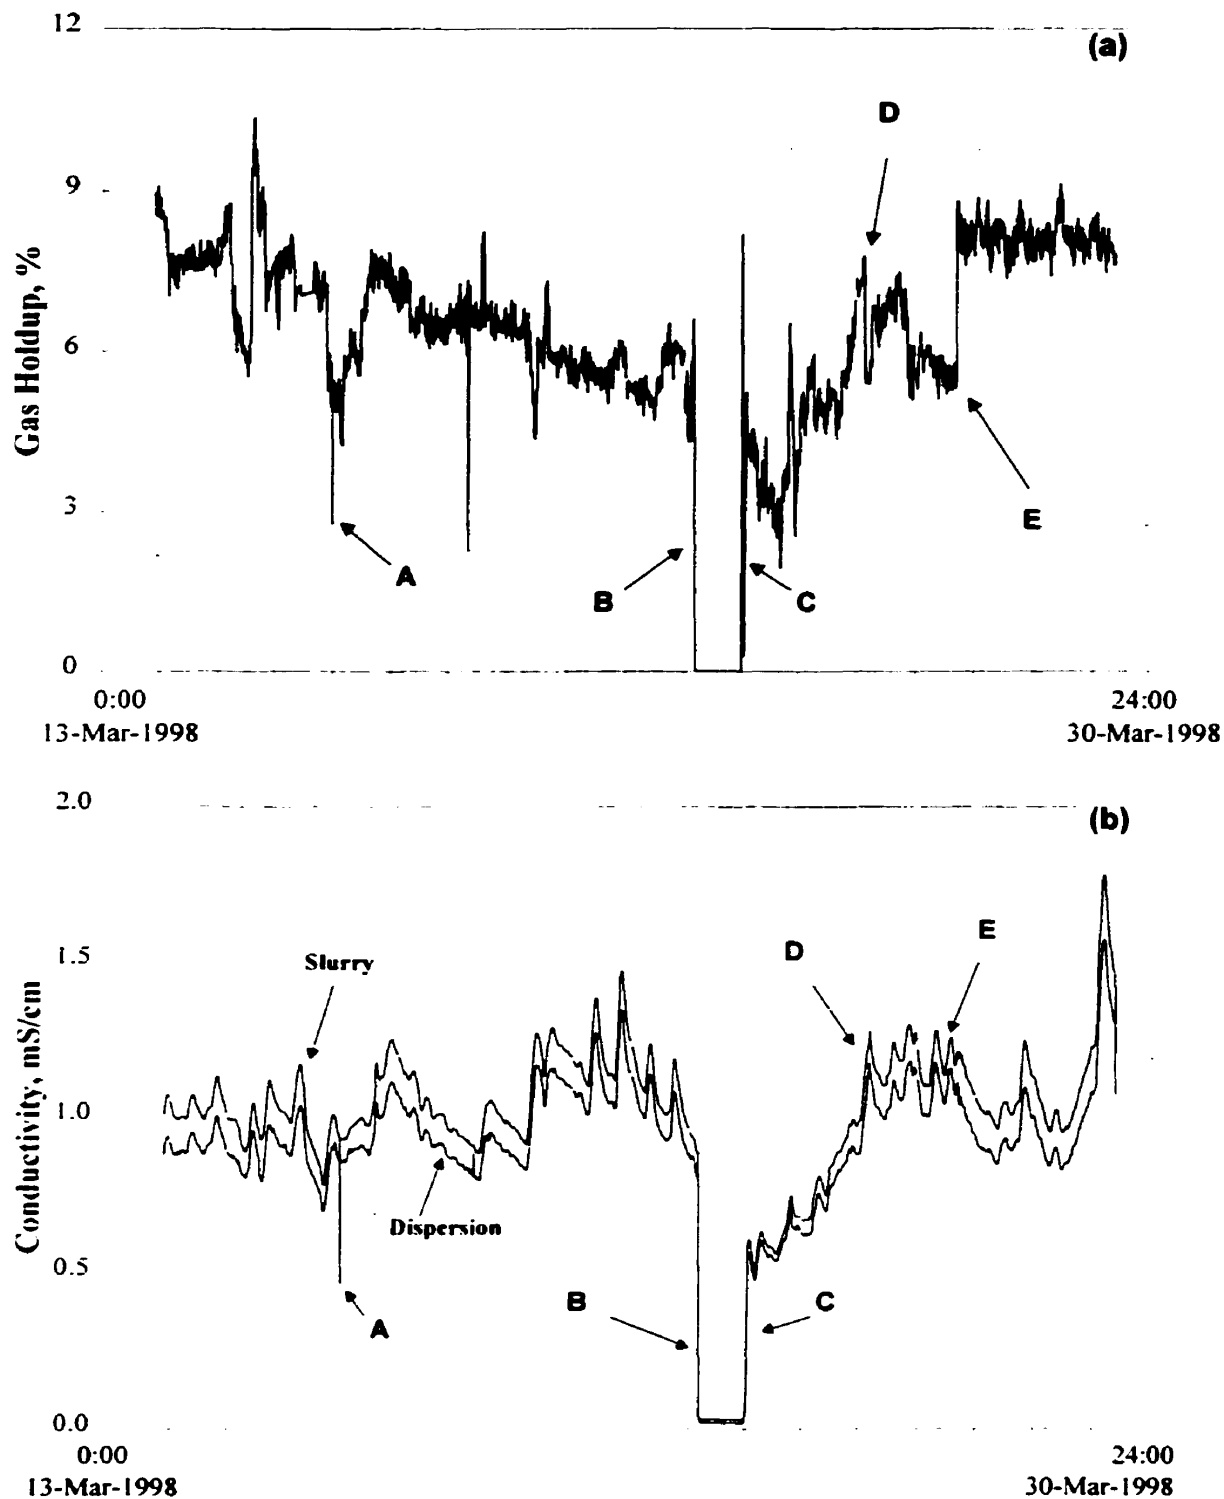 12
(a)
D
9
Gas Holdup, %
6
3
E
A
B
C
0
0:00
24:00
13-Mar-1998
30-Mar-1998
2.0
(b)
E
D
1.5
Slurry
Conductivity, mS/cm
1.0
Dispersion
0.5
B
C
A
0.0
0:00
24:00
13-Mar-1998
30-Mar-1998